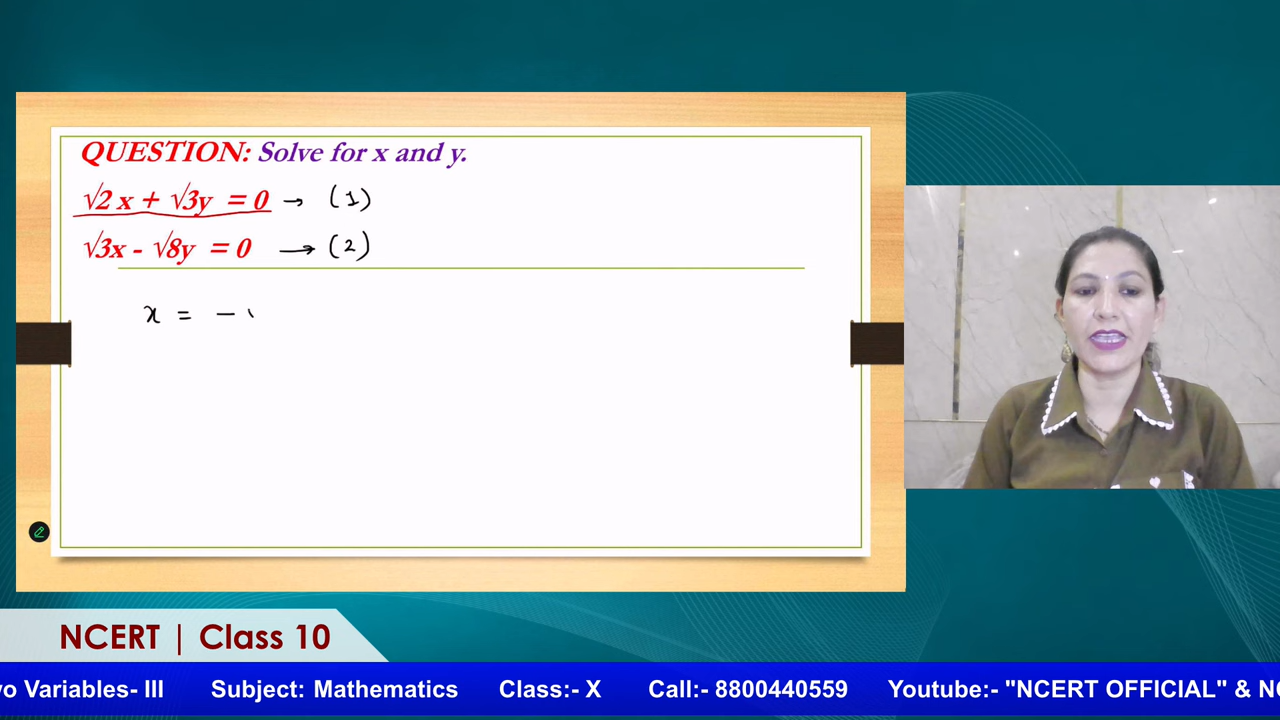 QUESTION: Solve for x and y.
√2 x + √3y = 0 → (1)
√3x - √8y = 0 → (2)
x = -
NCERT | Class 10
Variables- III Subject: Mathematics Class:- X Call:- 8800440559 Youtube:- "NCERT OFFICIAL" &